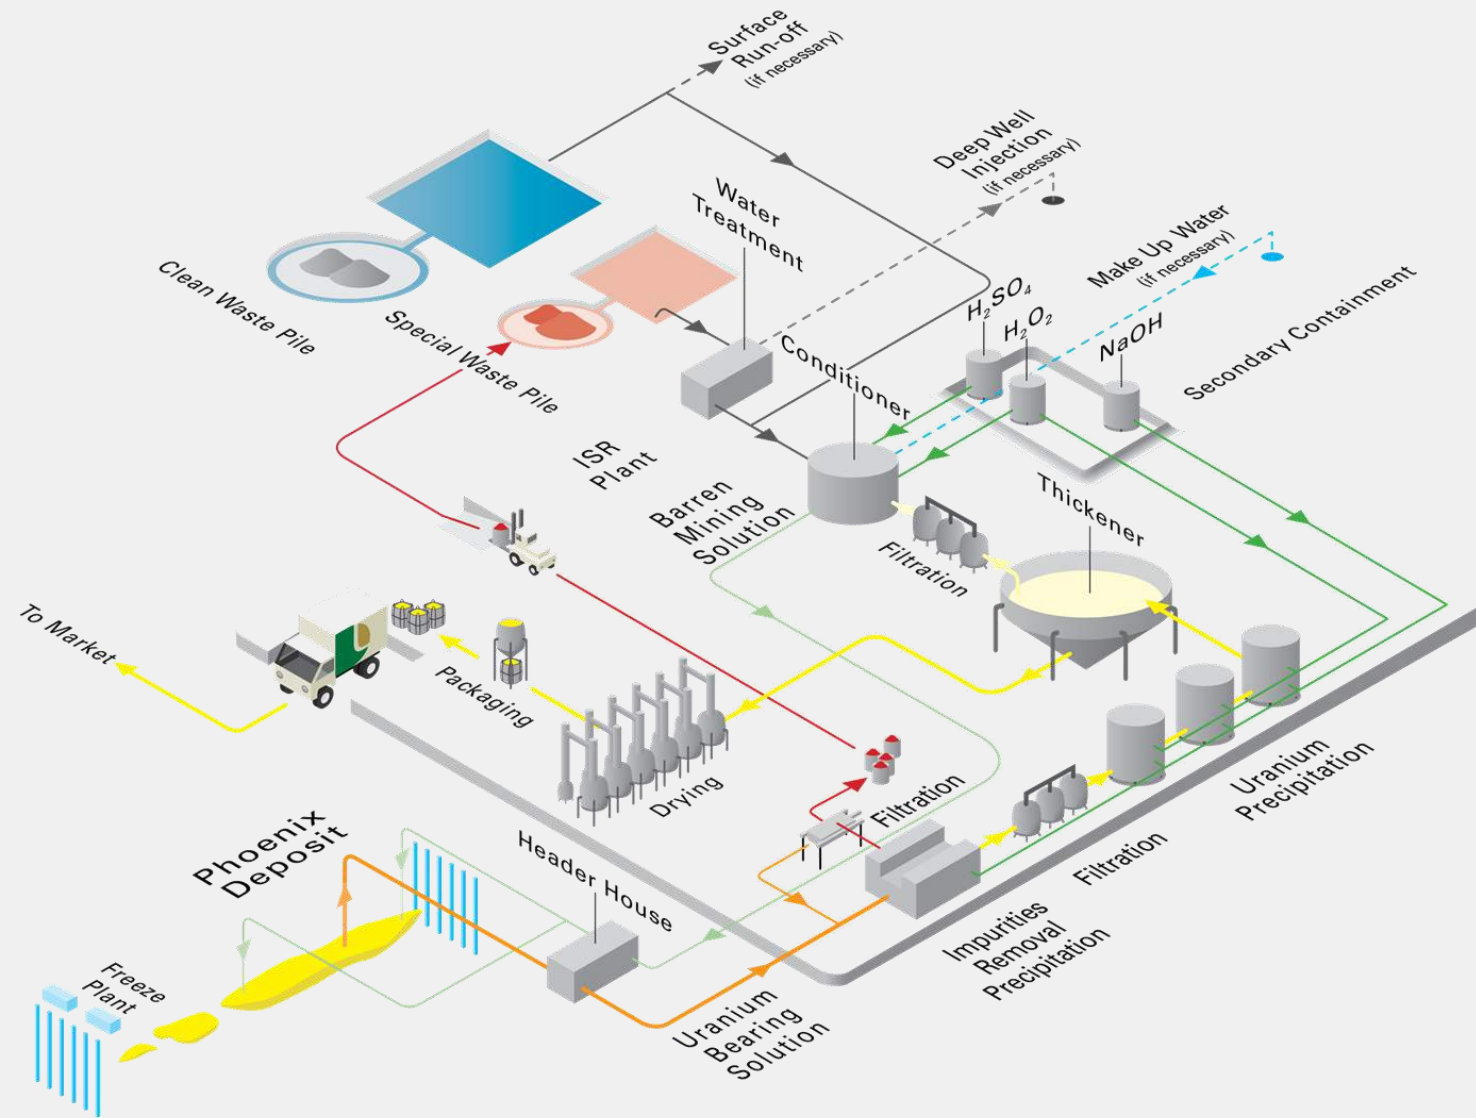 Surface
Run-off
(if necessary)
Deep Well
Injection
(if necessary)
Water
Treatment
Make Up Water
(if necessary)
Clean Waste Pile
Special Waste Pile
H₂SO₄
H₂O₂
NaOH
Secondary Containment
Conditioner
ISR
Plant
Barren
Mining
Solution
Thickener
Filtration
To Market
Packaging
Drying
Filtration
Uranium
Precipitation
Filtration
Phoenix
Deposit
Header House
Impurities
Removal
Precipitation
Freeze
Plant
Uranium
Bearing
Solution